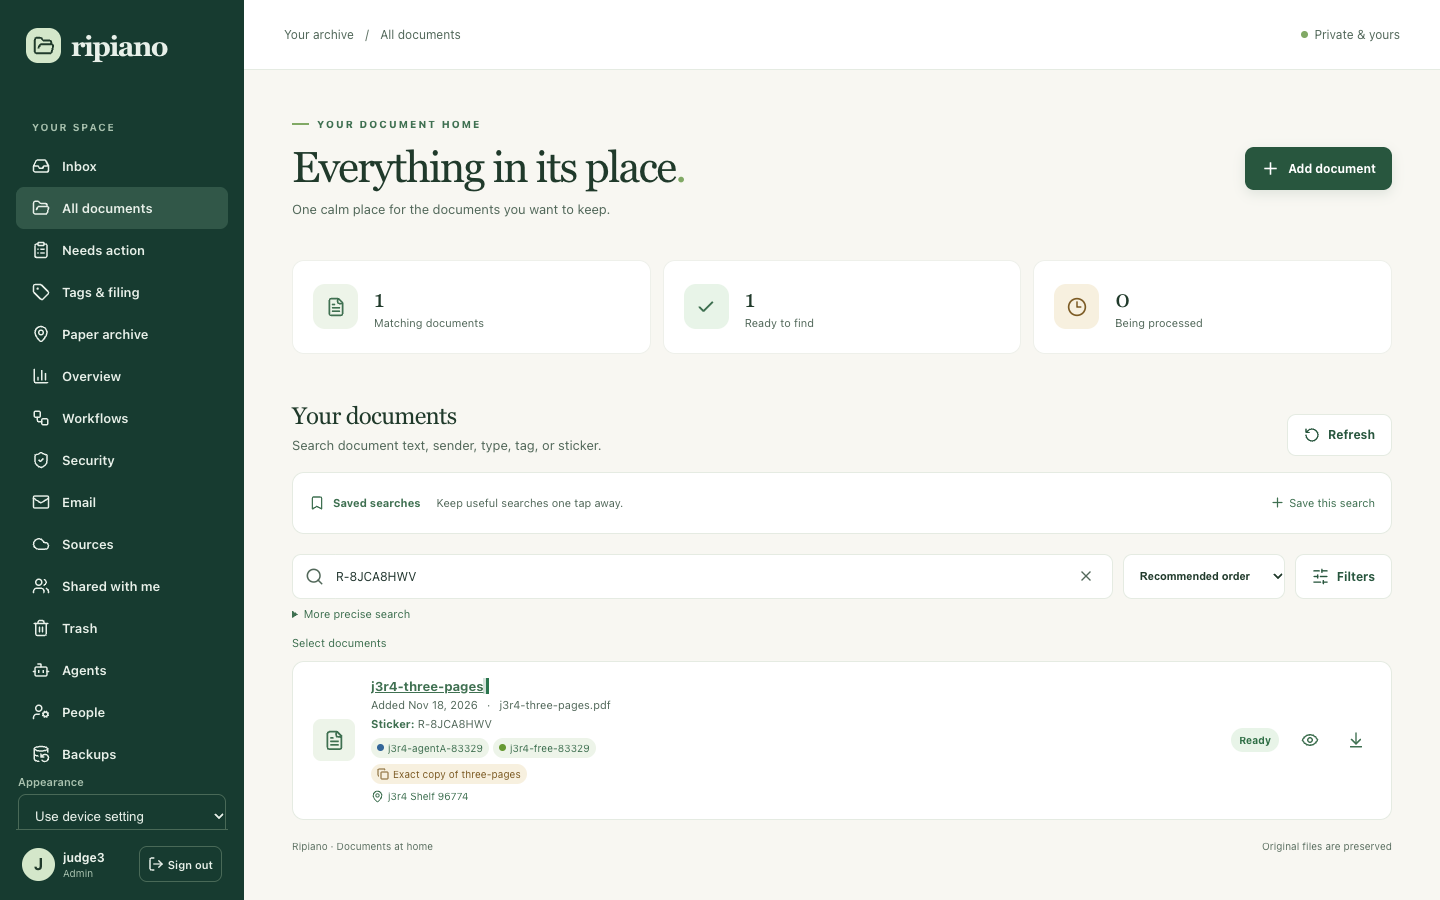 ripiano
YOUR SPACE
Inbox
All documents
Needs action
Tags & filing
Paper archive
Overview
Workflows
Security
Email
Sources
Shared with me
Trash
Agents
People
Backups
Appearance
Use device setting
J
judge3
Admin
Sign out
Your archive / All documents
Private & yours
YOUR DOCUMENT HOME
Everything in its place.
One calm place for the documents you want to keep.
Add document
1
Matching documents
1
Ready to find
0
Being processed
Your documents
Search document text, sender, type, tag, or sticker.
Refresh
Saved searches Keep useful searches one tap away.
Save this search
R-8JCA8HWV
Recommended order
Filters
More precise search
Select documents
j3r4-three-pages
Added Nov 18, 2026 · j3r4-three-pages.pdf
Sticker: R-8JCA8HWV
j3r4-agentA-83329 j3r4-free-83329
Exact copy of three-pages
j3r4 Shelf 96774
Ready
Ripiano · Documents at home
Original files are preserved